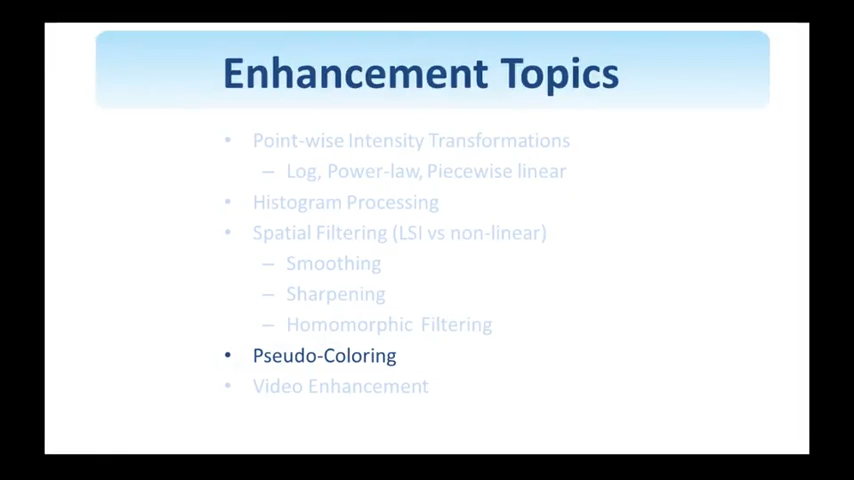 Enhancement Topics
• Point-wise Intensity Transformations
– Log, Power-law, Piecewise linear
• Histogram Processing
• Spatial Filtering (LSI vs non-linear)
– Smoothing
– Sharpening
– Homomorphic Filtering
• Pseudo-Coloring
• Video Enhancement